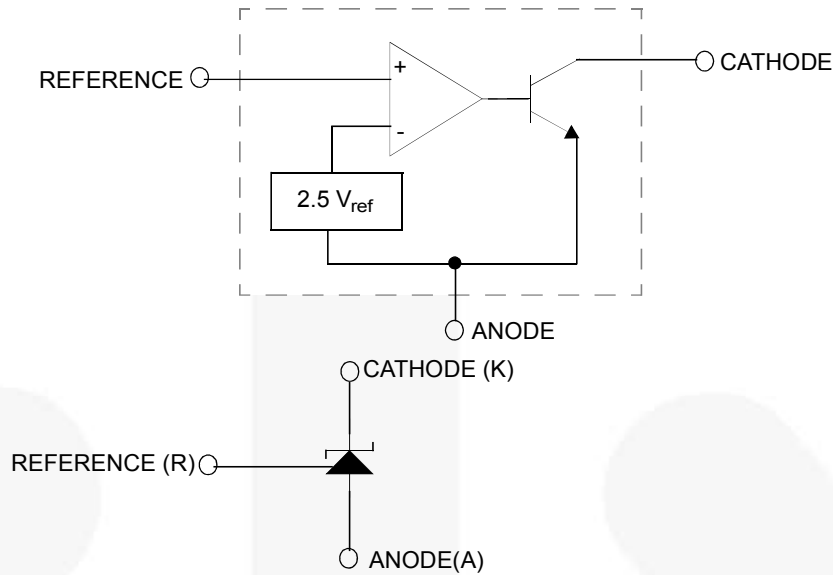 REFERENCE
+
-
CATHODE
2.5 Vref
ANODE
CATHODE (K)
REFERENCE (R)
ANODE(A)